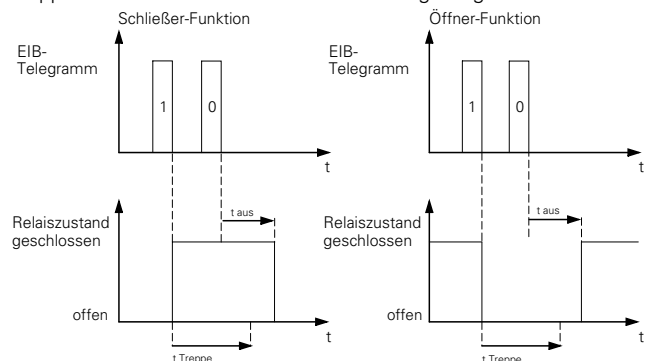 Schließer-Funktion
Öffner-Funktion
EIB-
Telegramm
1
0
t
EIB-
Telegramm
1
0
t
Relaiszustand
geschlossen
t aus
offen
t
t Treppe
Relaiszustand
geschlossen
t aus
offen
t
t Treppe